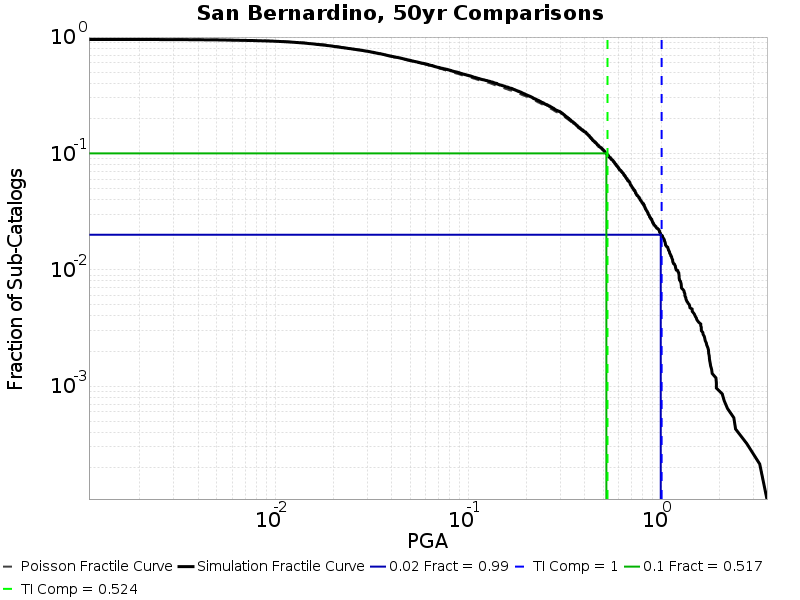 San Bernardino, 50yr Comparisons
10^0
10^-1
10^-2
10^-3
Fraction of Sub-Catalogs
10^-2 10^-1 10^0
PGA
Poisson Fractile Curve Simulation Fractile Curve 0.02 Fract = 0.99 TI Comp = 1 0.1 Fract = 0.517
TI Comp = 0.524